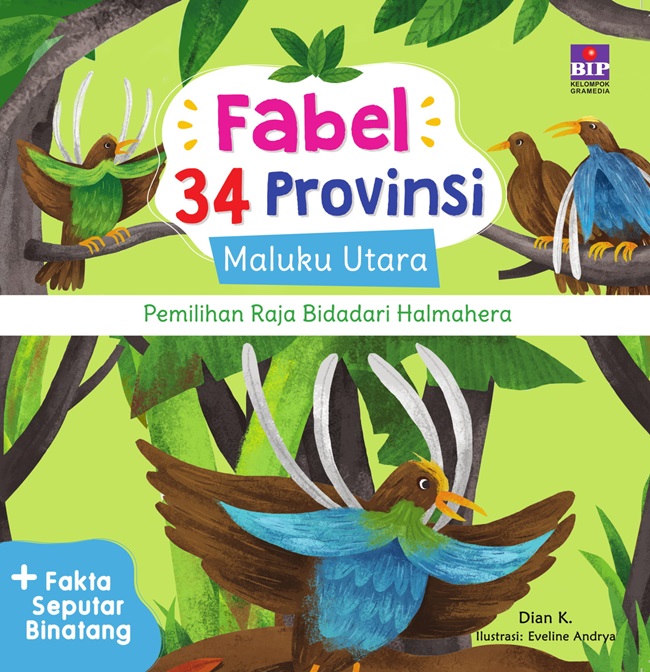 BIP
KELOMPOK
GRAMEDIA
Fabel
34 Provinsi
Maluku Utara
Pemilihan Raja Bidadari Halmahera
+ Fakta
Seputar
Binatang
Dian K.
Ilustrasi: Eveline Andrya